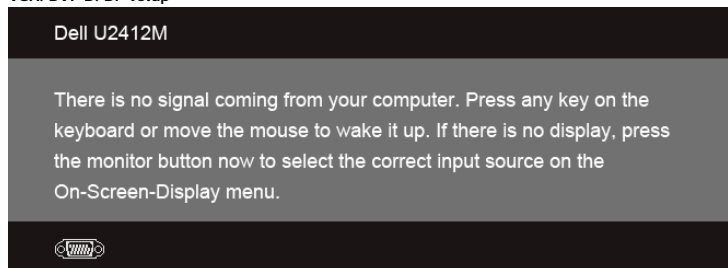 Dell U2412M
There is no signal coming from your computer. Press any key on the
keyboard or move the mouse to wake it up. If there is no display, press
the monitor button now to select the correct input source on the
On-Screen-Display menu.